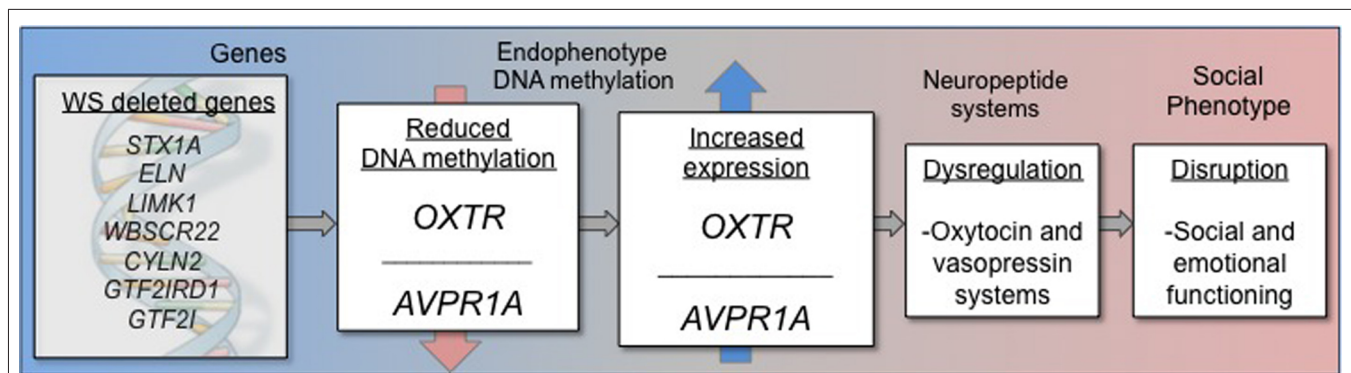 Genes
WS deleted genes
STX1A
ELN
LIMK1
WBSCR22
CYLN2
GTF2IRD1
GTF2I
Endophenotype
DNA methylation
Reduced
DNA methylation
OXTR
AVPR1A
Increased
expression
OXTR
AVPR1A
Neuropeptide
systems
Dysregulation
-Oxytocin and
vasopressin
systems
Social
Phenotype
Disruption
-Social and
emotional
functioning